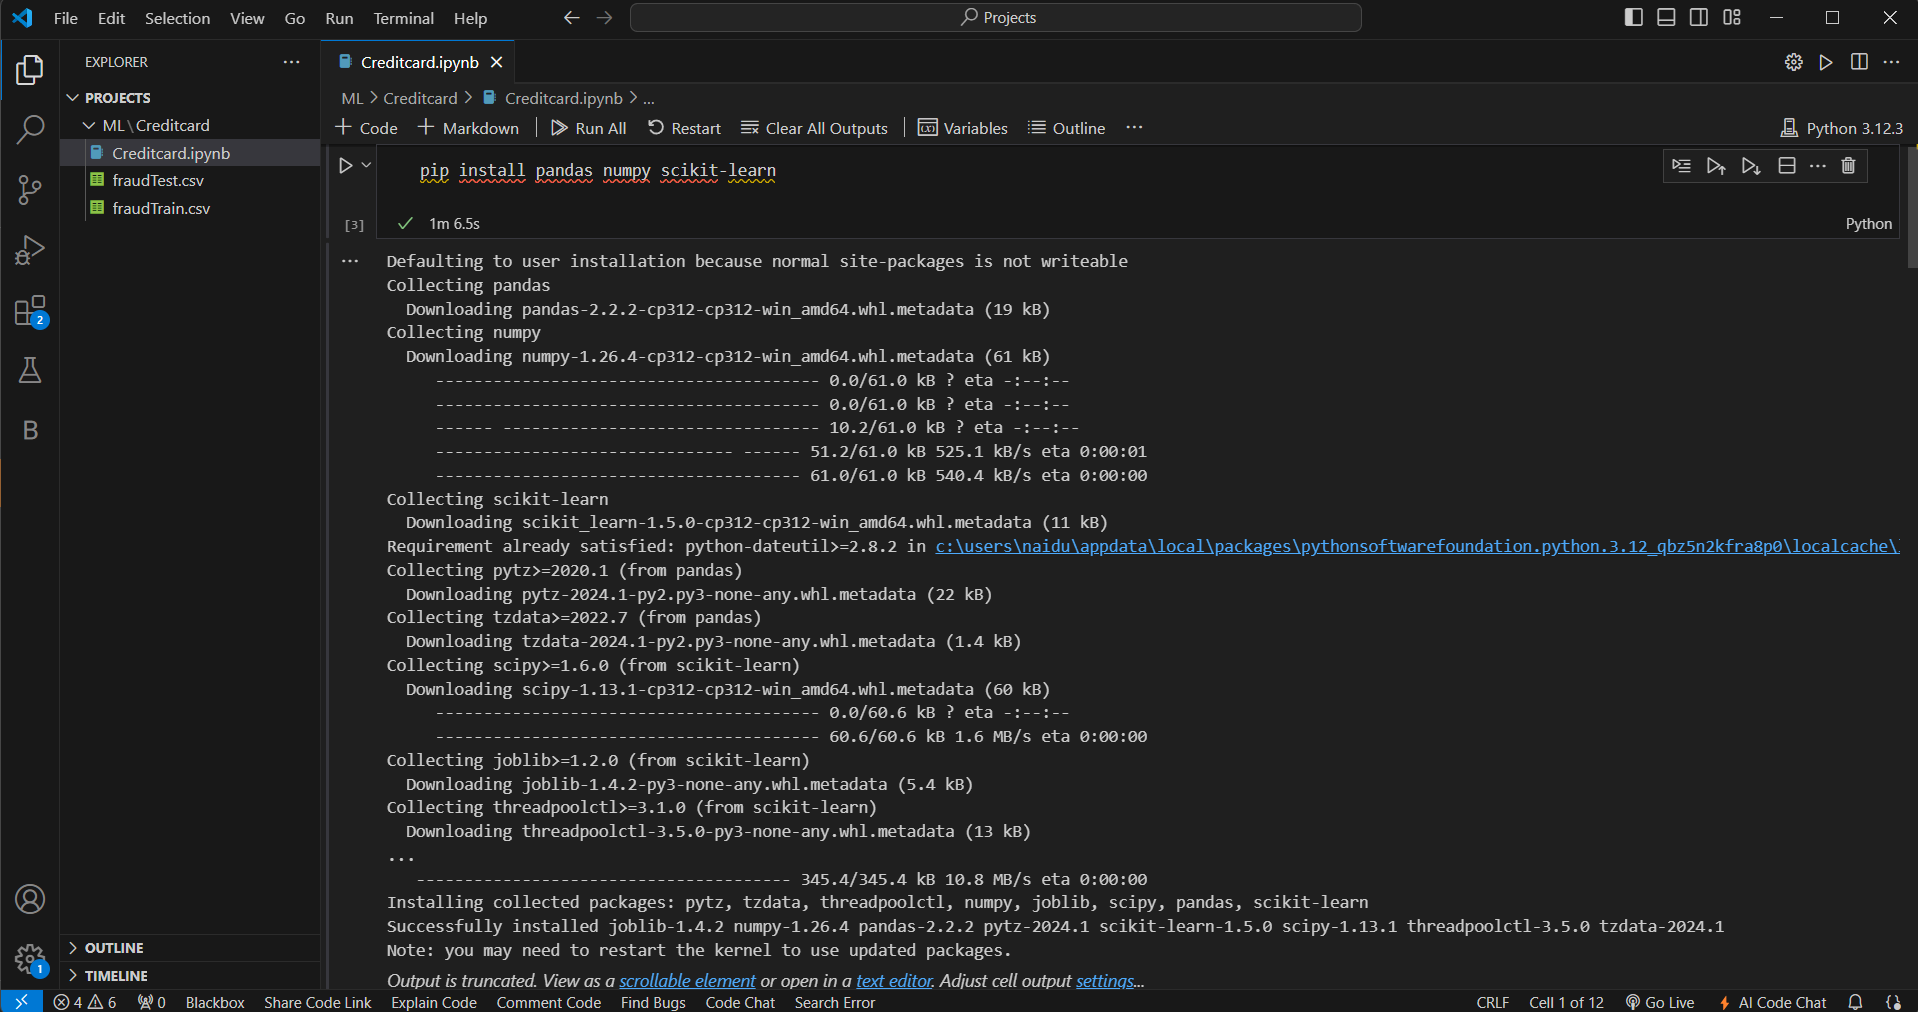 File Edit Selection View Go Run Terminal Help
Projects
EXPLORER
PROJECTS
ML\Creditcard
Creditcard.ipynb
fraudTest.csv
fraudTrain.csv
OUTLINE
TIMELINE
2
B
1
Creditcard.ipynb
ML > Creditcard > Creditcard.ipynb > ...
+ Code + Markdown Run All Restart Clear All Outputs Variables Outline ... Python 3.12.3
pip install pandas numpy scikit-learn
[3] 1m 6.5s Python
Defaulting to user installation because normal site-packages is not writeable
Collecting pandas
Downloading pandas-2.2.2-cp312-cp312-win_amd64.whl.metadata (19 kB)
Collecting numpy
Downloading numpy-1.26.4-cp312-cp312-win_amd64.whl.metadata (61 kB)
---------------------------------------- 0.0/61.0 kB ? eta -:--:--
---------------------------------------- 0.0/61.0 kB ? eta -:--:--
------ --------------------------------- 10.2/61.0 kB ? eta -:--:--
------------------------------- ------ 51.2/61.0 kB 525.1 kB/s eta 0:00:01
-------------------------------------- 61.0/61.0 kB 540.4 kB/s eta 0:00:00
Collecting scikit-learn
Downloading scikit_learn-1.5.0-cp312-cp312-win_amd64.whl.metadata (11 kB)
Requirement already satisfied: python-dateutil>=2.8.2 in c:\users\naidu\appdata\local\packages\pythonsoftwarefoundation.python.3.12_qbz5n2kfra8p0\localcache\
Collecting pytz>=2020.1 (from pandas)
Downloading pytz-2024.1-py2.py3-none-any.whl.metadata (22 kB)
Collecting tzdata>=2022.7 (from pandas)
Downloading tzdata-2024.1-py2.py3-none-any.whl.metadata (1.4 kB)
Collecting scipy>=1.6.0 (from scikit-learn)
Downloading scipy-1.13.1-cp312-cp312-win_amd64.whl.metadata (60 kB)
---------------------------------------- 0.0/60.6 kB ? eta -:--:--
---------------------------------------- 60.6/60.6 kB 1.6 MB/s eta 0:00:00
Collecting joblib>=1.2.0 (from scikit-learn)
Downloading joblib-1.4.2-py3-none-any.whl.metadata (5.4 kB)
Collecting threadpoolctl>=3.1.0 (from scikit-learn)
Downloading threadpoolctl-3.5.0-py3-none-any.whl.metadata (13 kB)
...
--------------------------------------- 345.4/345.4 kB 10.8 MB/s eta 0:00:00
Installing collected packages: pytz, tzdata, threadpoolctl, numpy, joblib, scipy, pandas, scikit-learn
Successfully installed joblib-1.4.2 numpy-1.26.4 pandas-2.2.2 pytz-2024.1 scikit-learn-1.5.0 scipy-1.13.1 threadpoolctl-3.5.0 tzdata-2024.1
Note: you may need to restart the kernel to use updated packages.
Output is truncated. View as a scrollable element or open in a text editor. Adjust cell output settings...
4 6 0 Blackbox Share Code Link Explain Code Comment Code Find Bugs Code Chat Search Error CRLF Cell 1 of 12 Go Live AI Code Chat